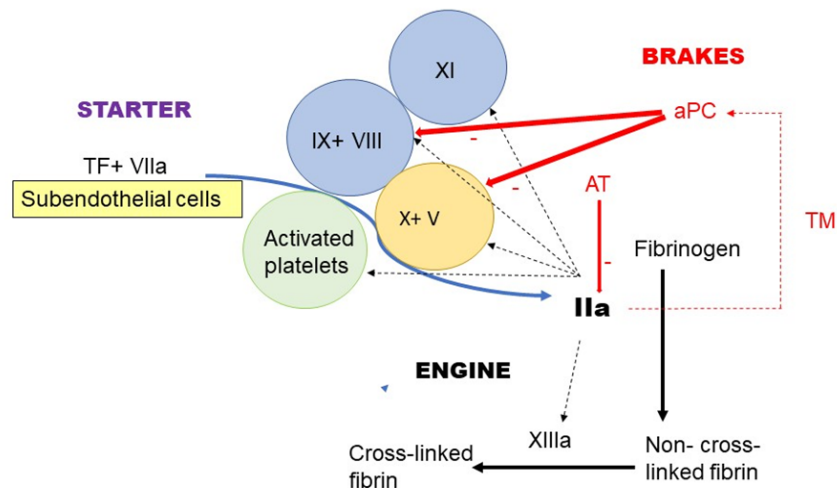 XI
BRAKES
STARTER
aPC
IX+ VIII
-
TF+ VIIa
-
AT
Subendothelial cells
X+ V
TM
Activated
platelets
Fibrinogen
-
IIa
ENGINE
XIIIa
Cross-linked
fibrin
Non- cross-
linked fibrin